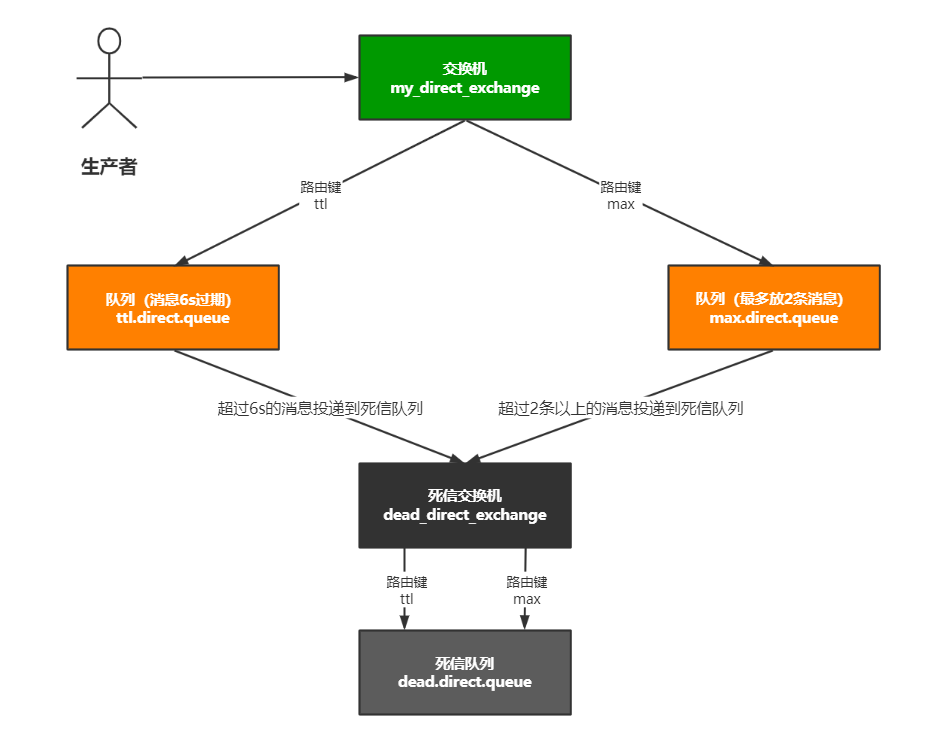 交换机
my_direct_exchange
生产者
路由键
ttl
路由键
max
队列（消息6s过期）
ttl.direct.queue
队列（最多放2条消息）
max.direct.queue
超过6s的消息投递到死信队列
超过2条以上的消息投递到死信队列
死信交换机
dead_direct_exchange
路由键
ttl
路由键
max
死信队列
dead.direct.queue